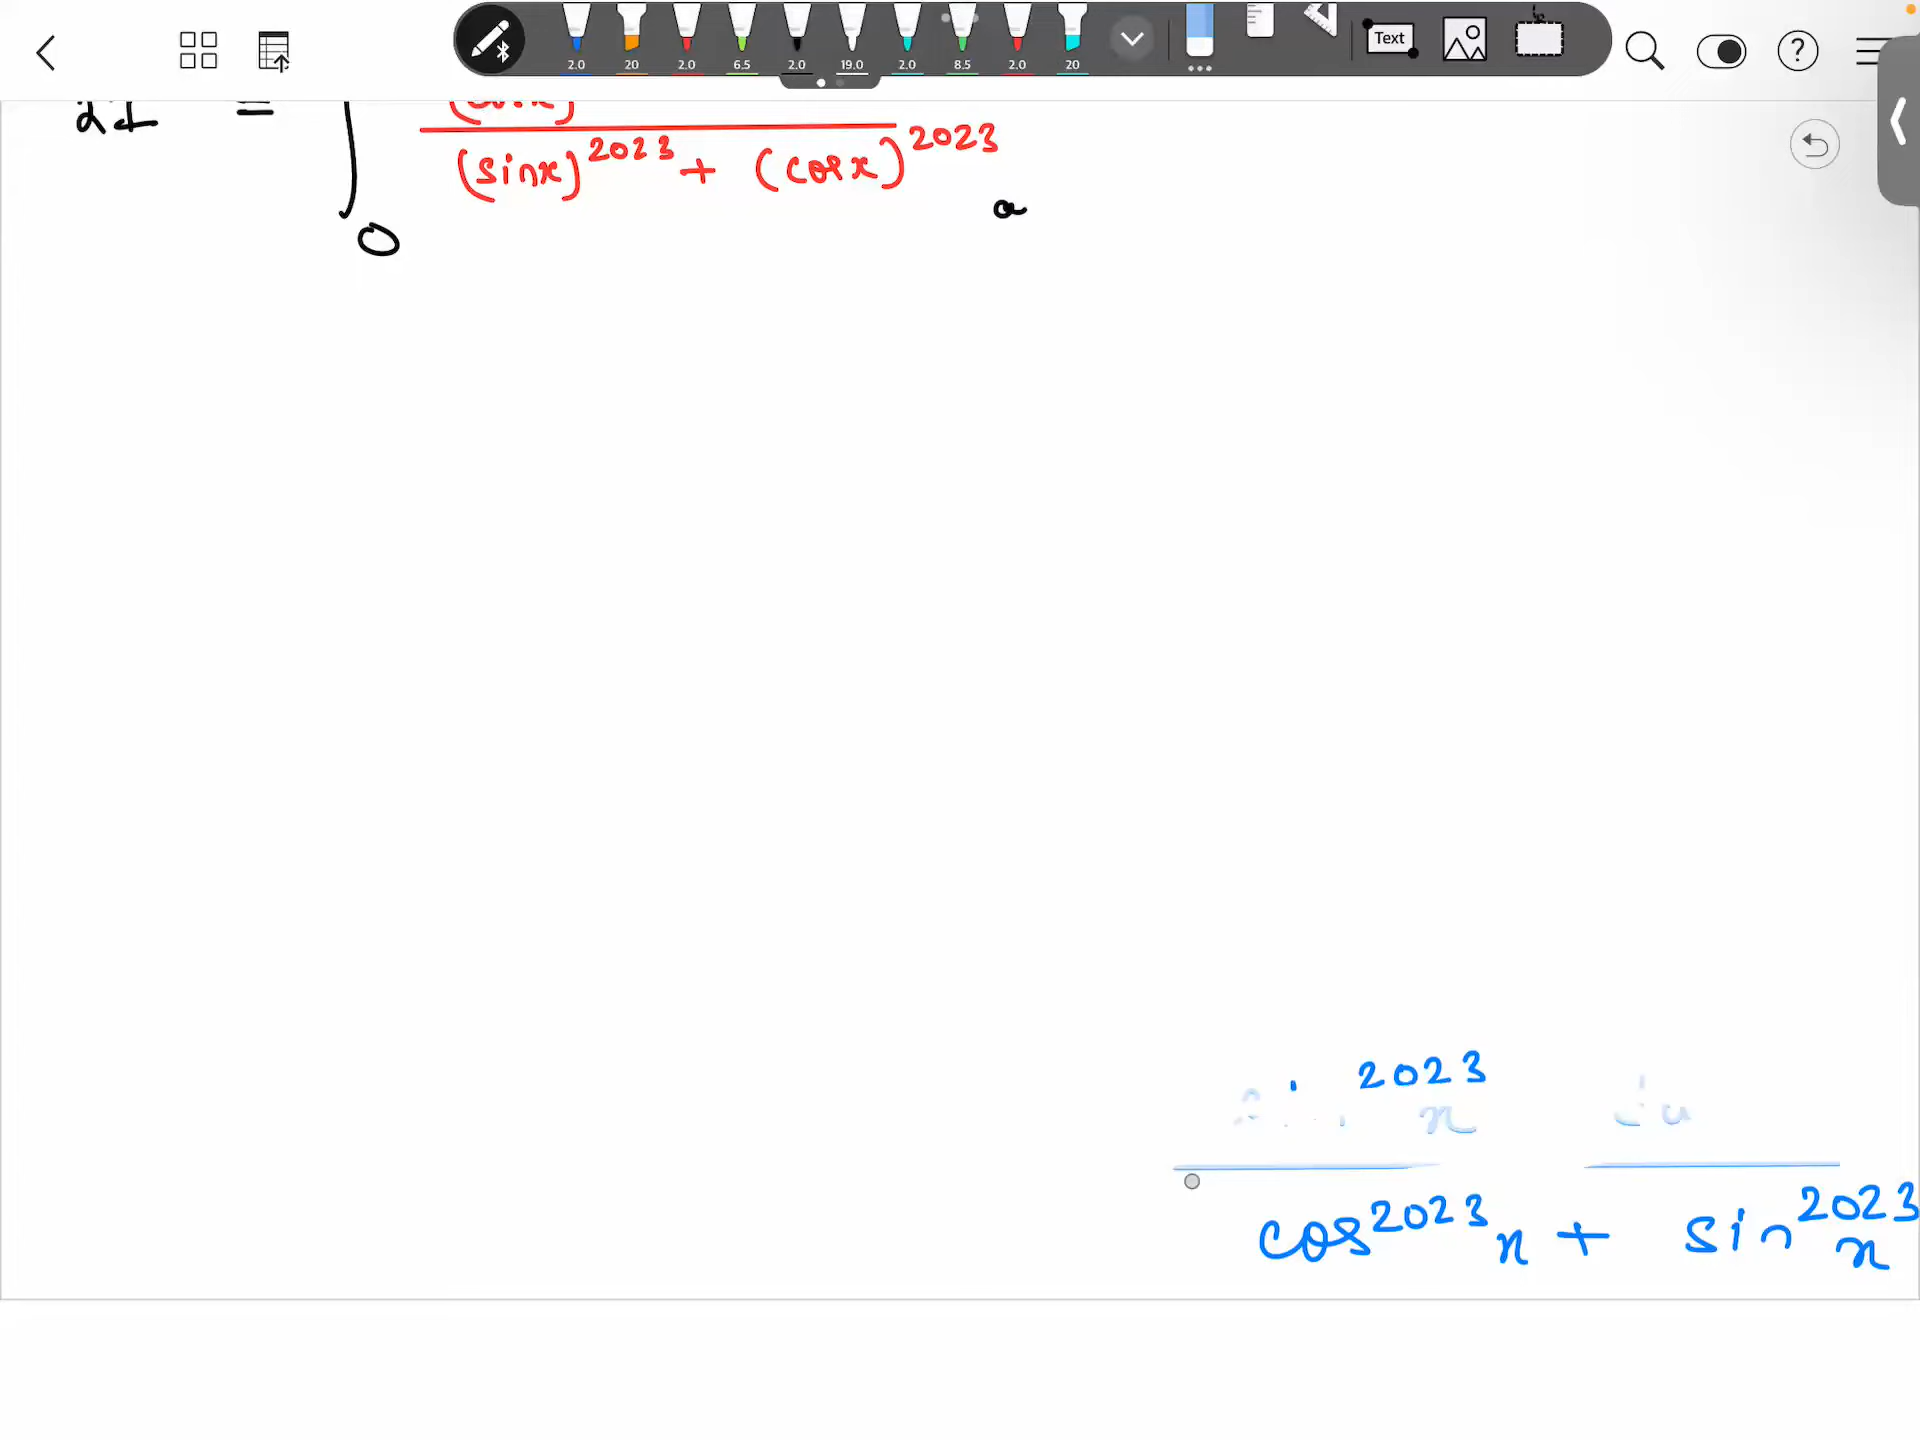 2.0 20 2.0 6.5 2.0 19.0 2.0 8.5 2.0 20 Text ?
2I =
(sinx)^2023 + (cosx)^2023
0
2023
x
cos^2023 x + sin^2023 x